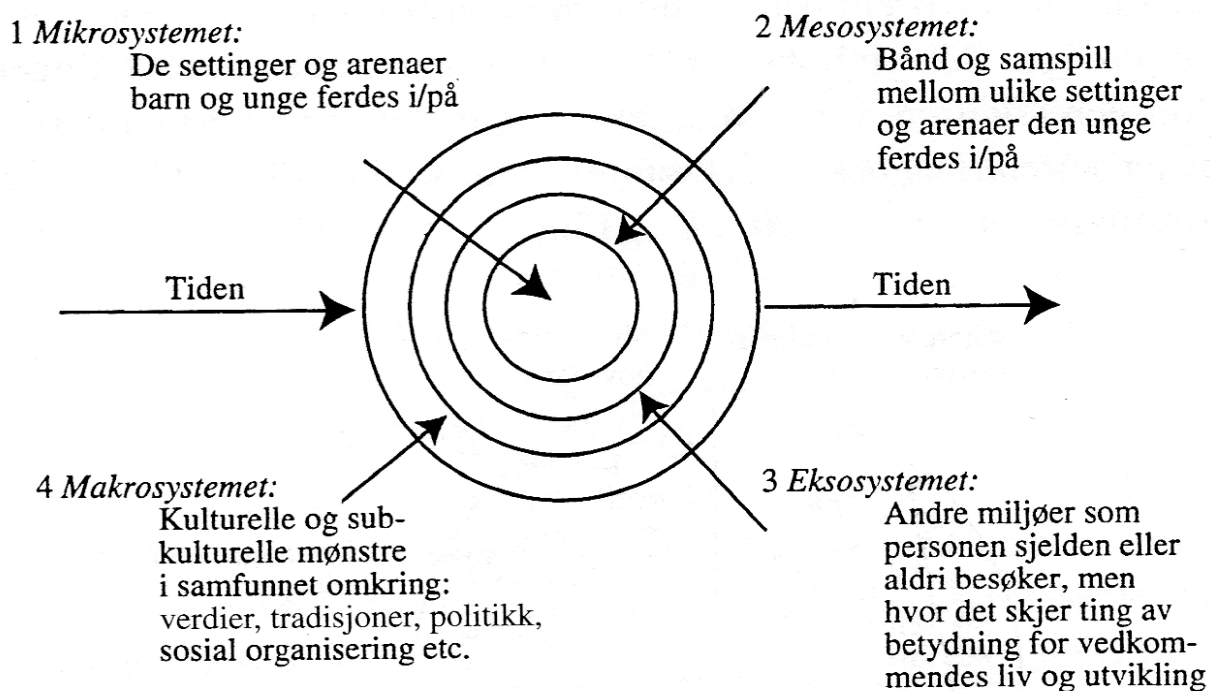 1 Mikrosystemet:
De settinger og arenaer
barn og unge ferdes i/på
2 Mesosystemet:
Bånd og samspill
mellom ulike settinger
og arenaer den unge
ferdes i/på
Tiden
Tiden
4 Makrosystemet:
Kulturelle og sub-
kulturelle mønstre
i samfunnet omkring:
verdier, tradisjoner, politikk,
sosial organisering etc.
3 Eksosystemet:
Andre miljøer som
personen sjelden eller
aldri besøker, men
hvor det skjer ting av
betydning for vedkom-
mendes liv og utvikling